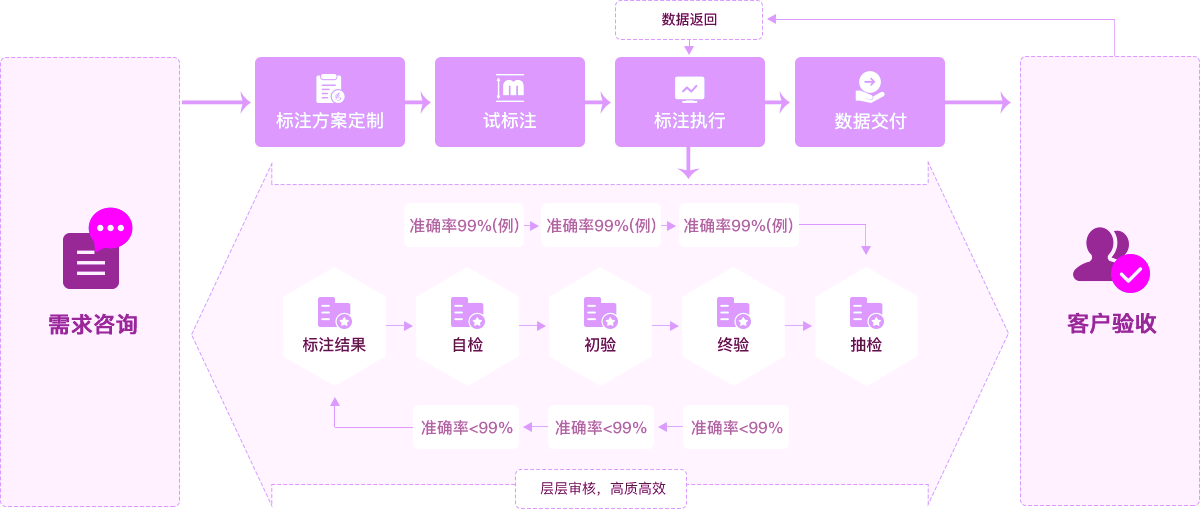 数据返回
需求咨询
标注方案定制
试标注
标注执行
数据交付
客户验收
准确率99%(例)
准确率99%(例)
准确率99%(例)
标注结果
自检
初验
终验
抽检
准确率<99%
准确率<99%
准确率<99%
层层审核，高质高效